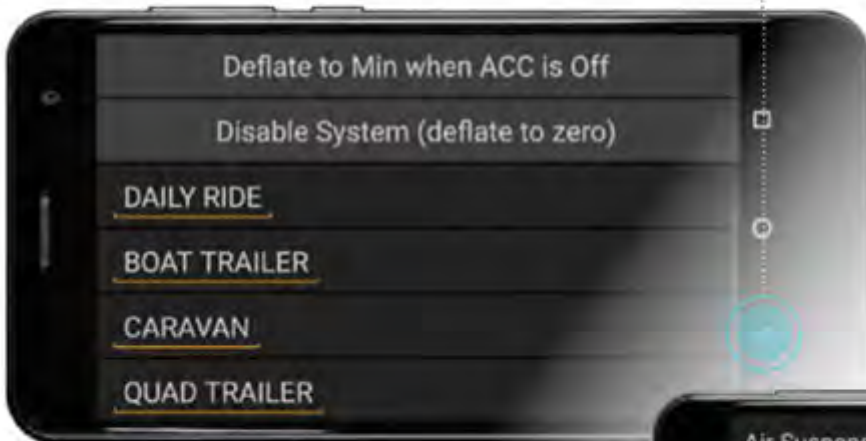 Deflate to Min when ACC is Off
Disable System (deflate to zero)
DAILY RIDE
BOAT TRAILER
CARAVAN
QUAD TRAILER
Air